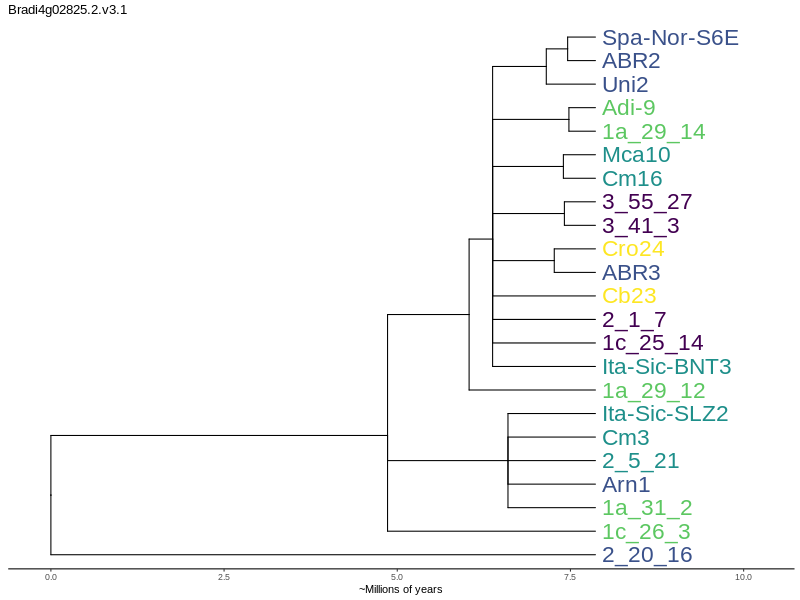 Bradi4g02825.2.v3.1
Spa-Nor-S6E
ABR2
Uni2
Adi-9
1a_29_14
Mca10
Cm16
3_55_27
3_41_3
Cro24
ABR3
Cb23
2_1_7
1c_25_14
Ita-Sic-BNT3
1a_29_12
Ita-Sic-SLZ2
Cm3
2_5_21
Arn1
1a_31_2
1c_26_3
2_20_16
0.0 2.5 5.0 7.5 10.0
~Millions of years